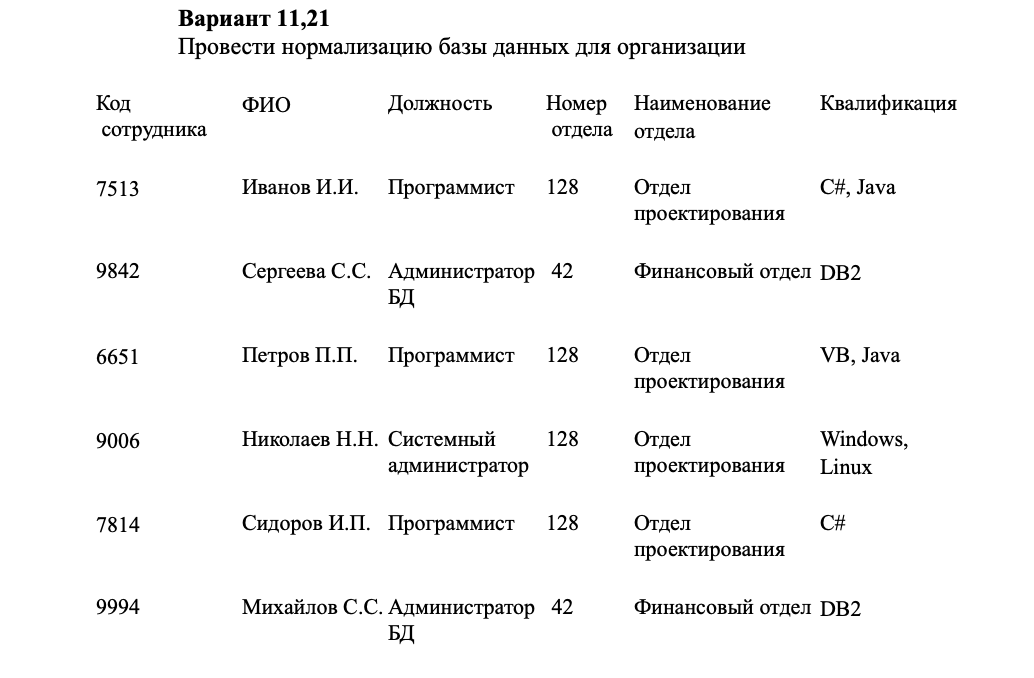 Вариант 11,21
Провести нормализацию базы данных для организации
Код сотрудника ФИО Должность Номер отдела Наименование отдела Квалификация
7513 Иванов И.И. Программист 128 Отдел проектирования C#, Java
9842 Сергеева С.С. Администратор БД 42 Финансовый отдел DB2
6651 Петров П.П. Программист 128 Отдел проектирования VB, Java
9006 Николаев Н.Н. Системный администратор 128 Отдел проектирования Windows, Linux
7814 Сидоров И.П. Программист 128 Отдел проектирования C#
9994 Михайлов С.С. Администратор БД 42 Финансовый отдел DB2